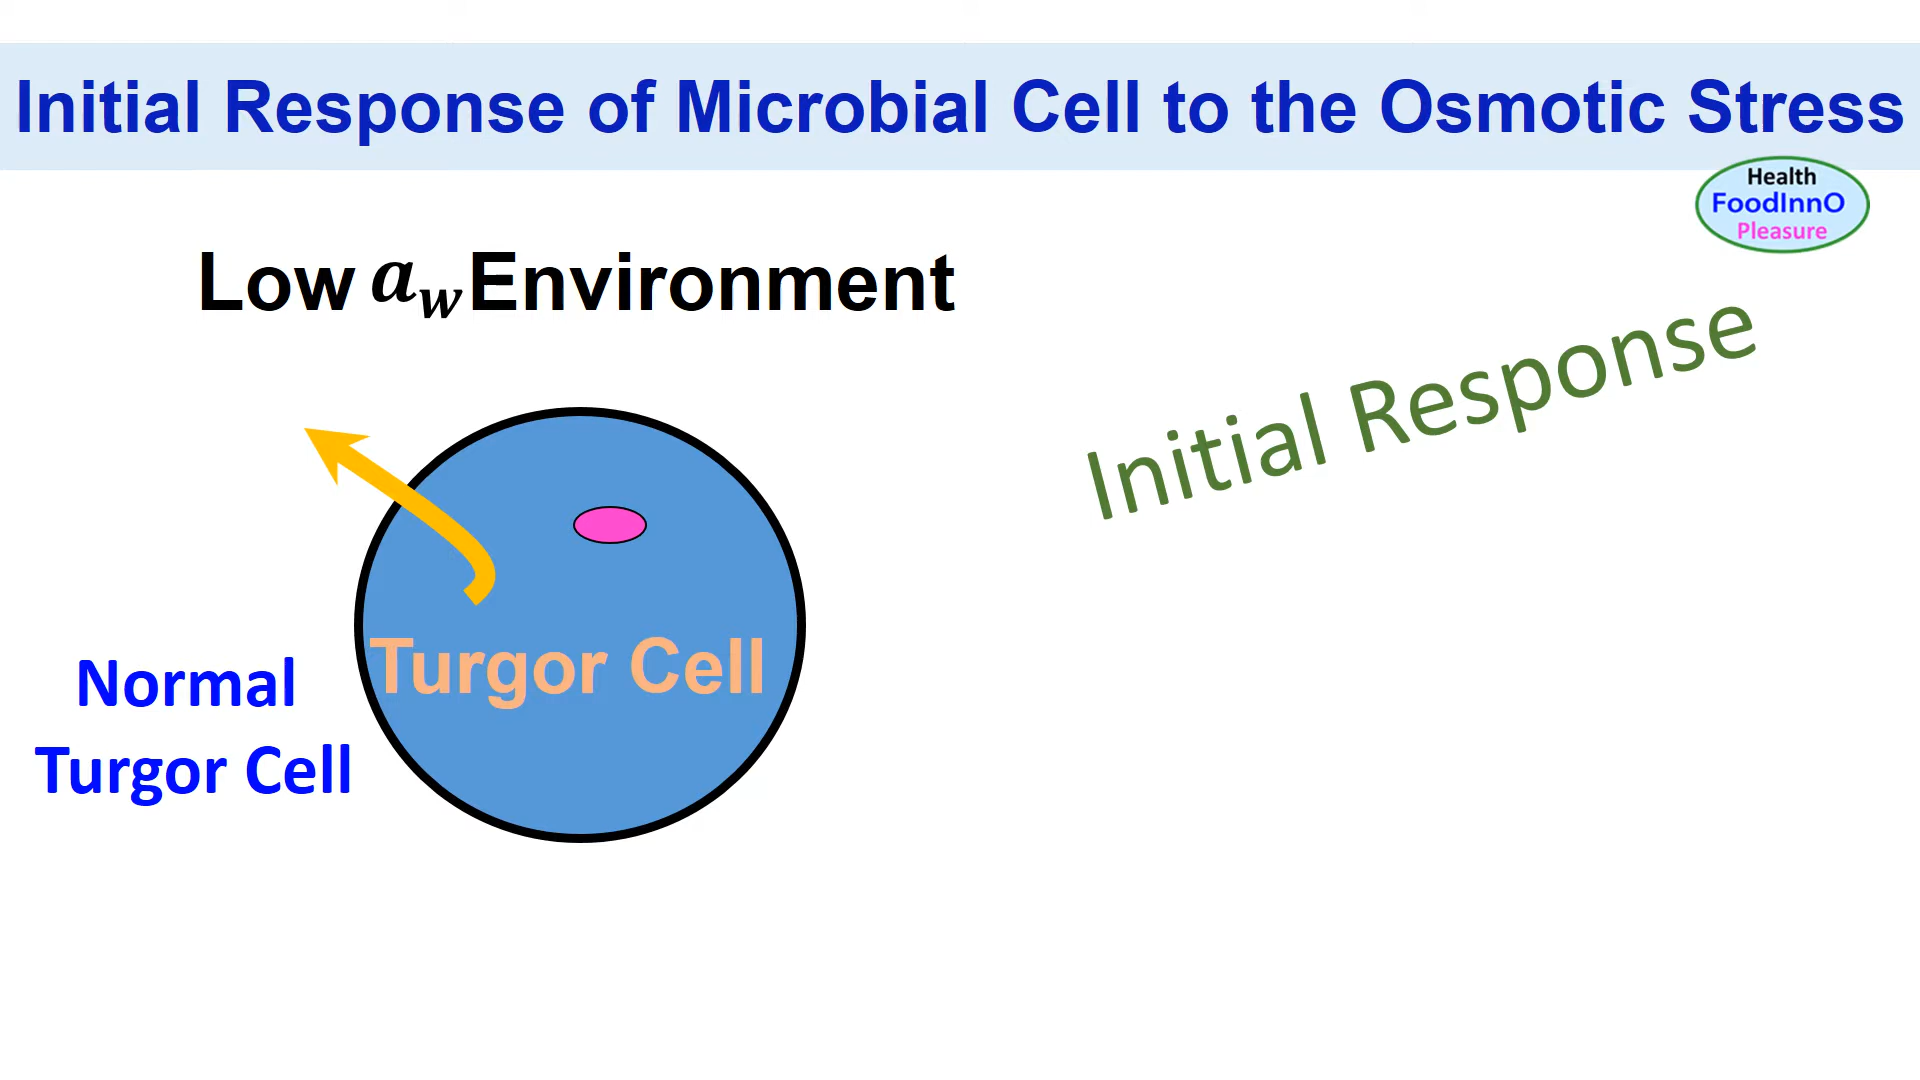 Initial Response of Microbial Cell to the Osmotic Stress
Health
FoodInnO
Pleasure
Low a_w Environment
Initial Response
Turgor Cell
Normal
Turgor Cell